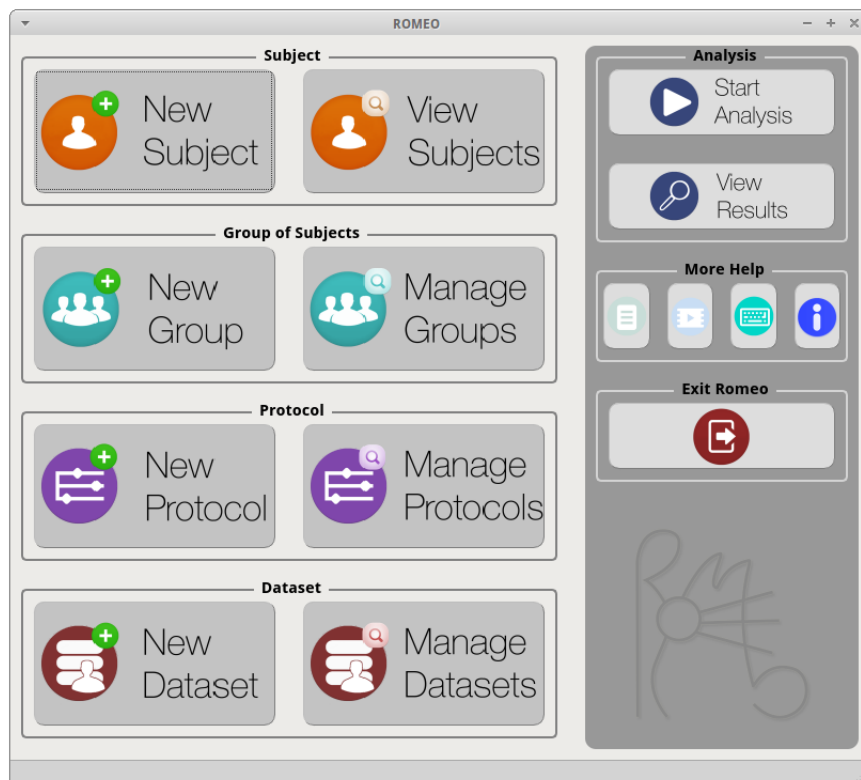 ROMEO
Subject
New
Subject
View
Subjects
Group of Subjects
New
Group
Manage
Groups
Protocol
New
Protocol
Manage
Protocols
Dataset
New
Dataset
Manage
Datasets
Analysis
Start
Analysis
View
Results
More Help
Exit Romeo